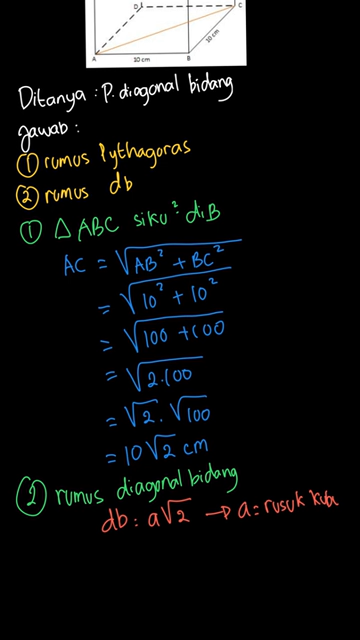 D
C
10 cm
A
10 cm
B
Ditanya : P. diagonal bidang
Jawab :
① rumus Pythagoras
② rumus db
① △ ABC siku² diB
AC = √AB² + BC²
= √10² + 10²
= √100 + 100
= √2.100
= √2 . √100
= 10√2 cm
② rumus diagonal bidang
db : a√2 → a = rusuk kubus